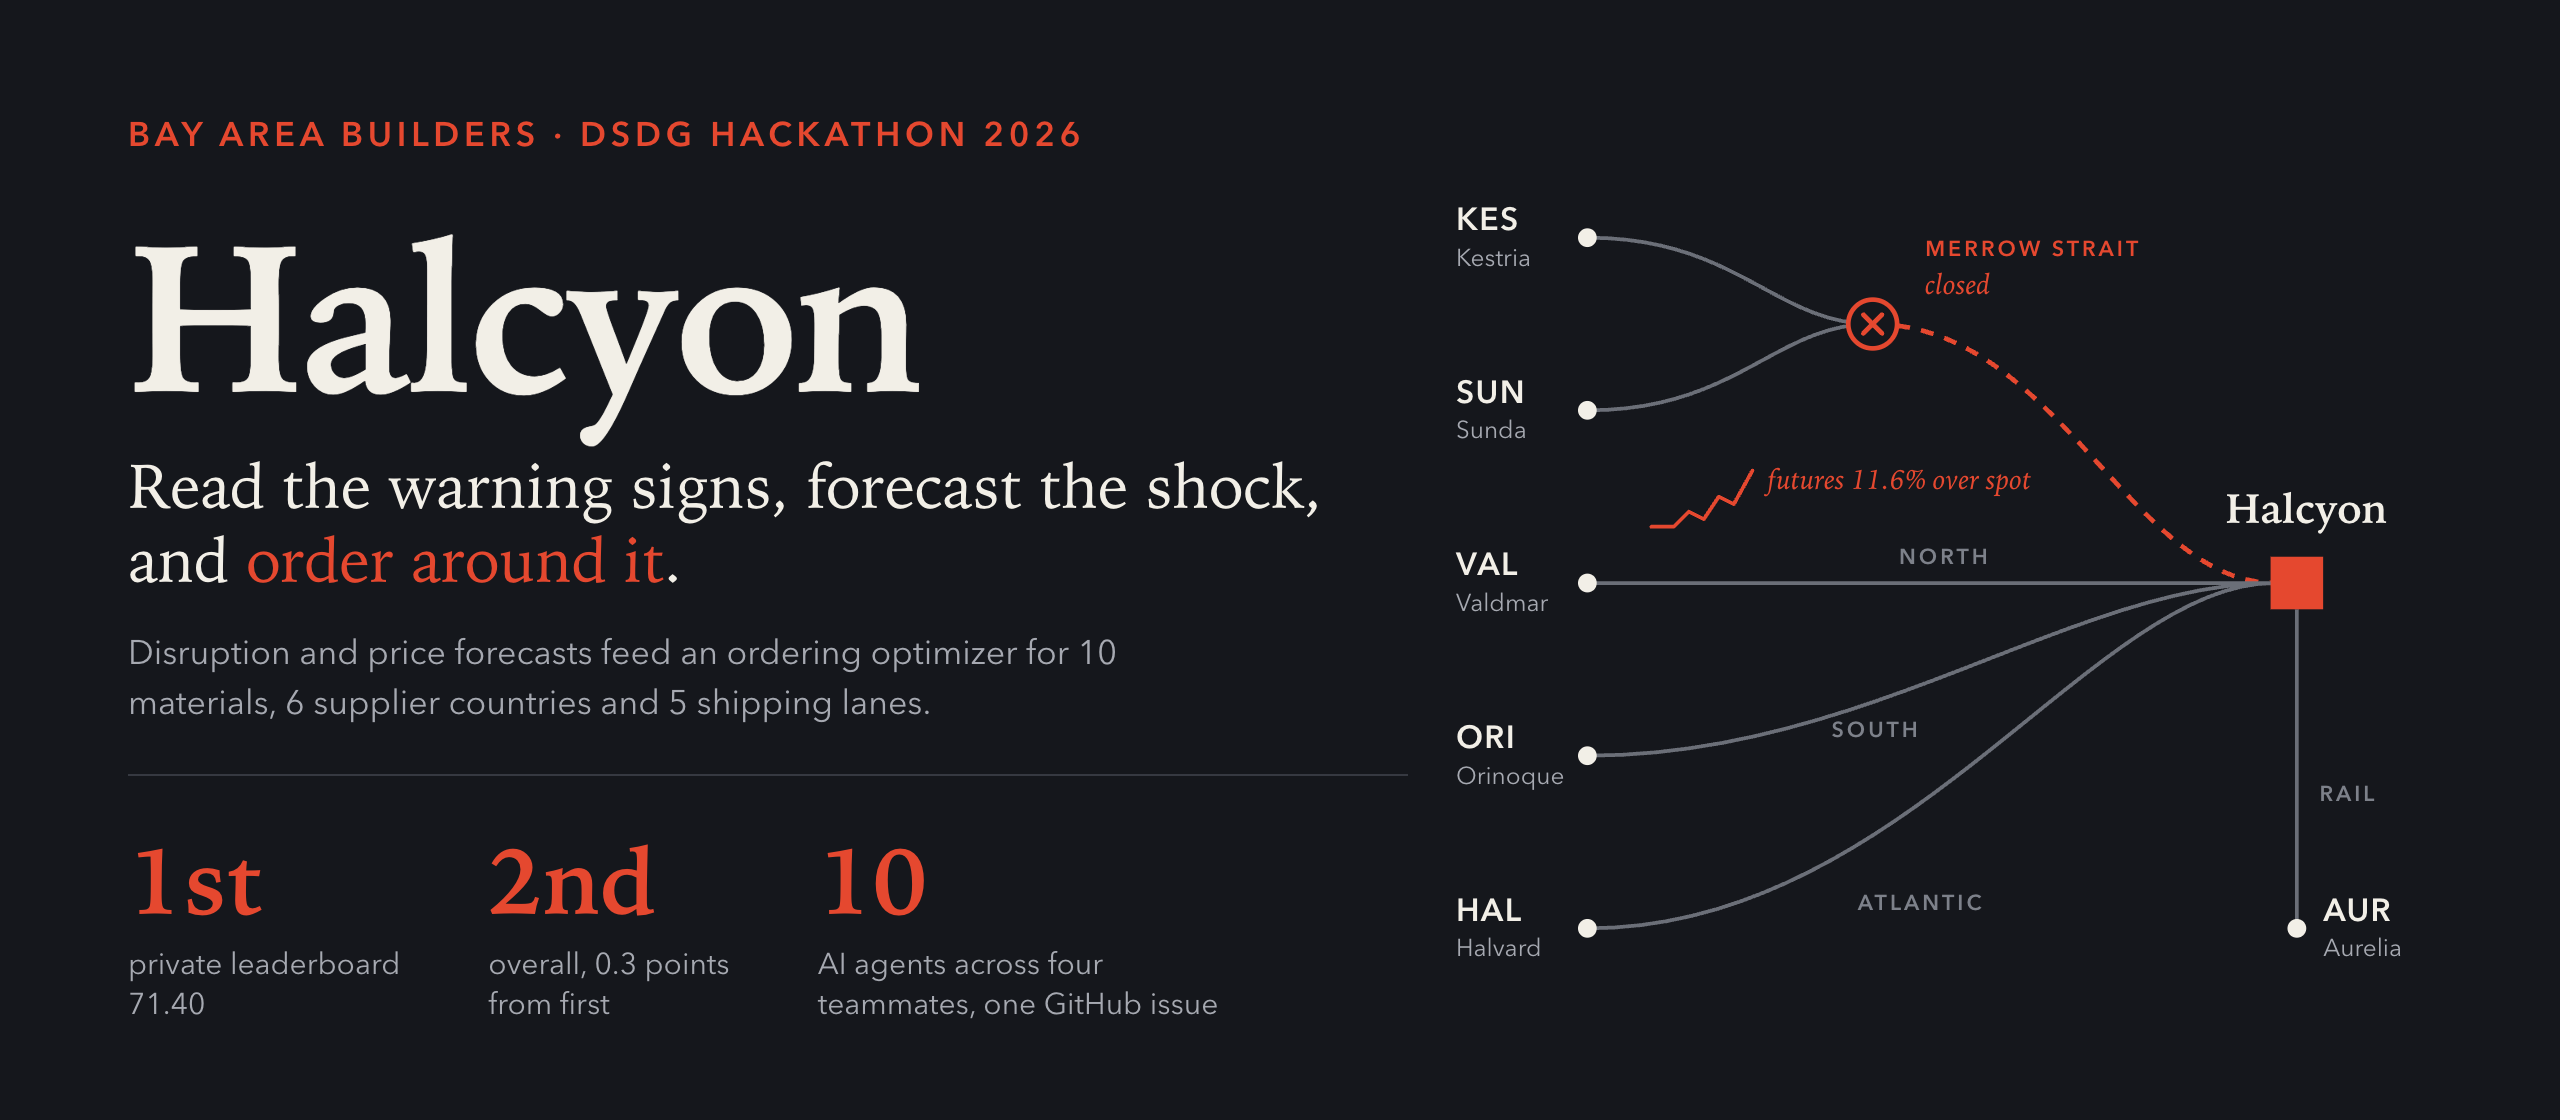 BAY AREA BUILDERS · DSDG HACKATHON 2026
Halcyon
Read the warning signs, forecast the shock,
and order around it.
Disruption and price forecasts feed an ordering optimizer for 10
materials, 6 supplier countries and 5 shipping lanes.
1st
private leaderboard
71.40
2nd
overall, 0.3 points
from first
10
AI agents across four
teammates, one GitHub issue
KES
Kestria
MERROW STRAIT
closed
SUN
Sunda
futures 11.6% over spot
Halcyon
VAL
Valdmar
NORTH
ORI
Orinoque
SOUTH
RAIL
HAL
Halvard
ATLANTIC
AUR
Aurelia